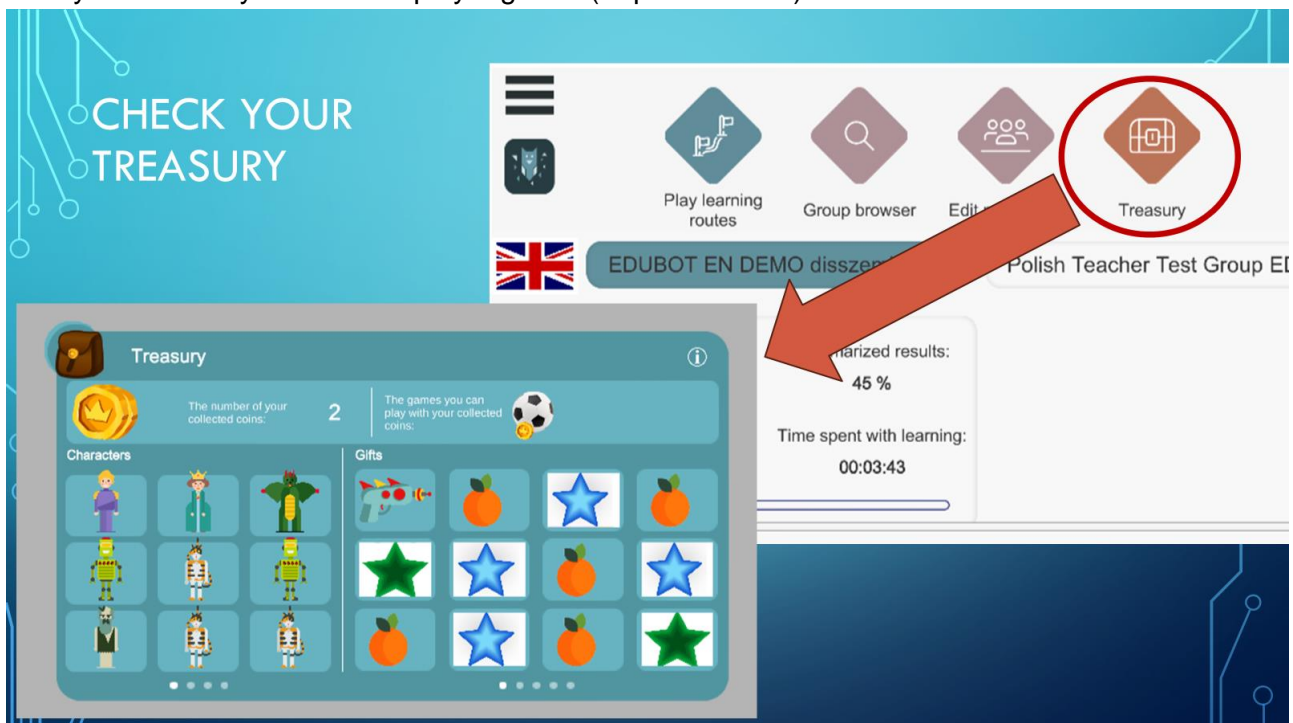 CHECK YOUR
TREASURY
Play learning
routes
Group browser
Treasury
EDUBOT EN DEMO
Polish Teacher Test Group
results:
45 %
Time spent with learning:
00:03:43
Treasury
The number of your
collected coins:
2
The games you can
play with your collected
coins:
Characters
Gifts